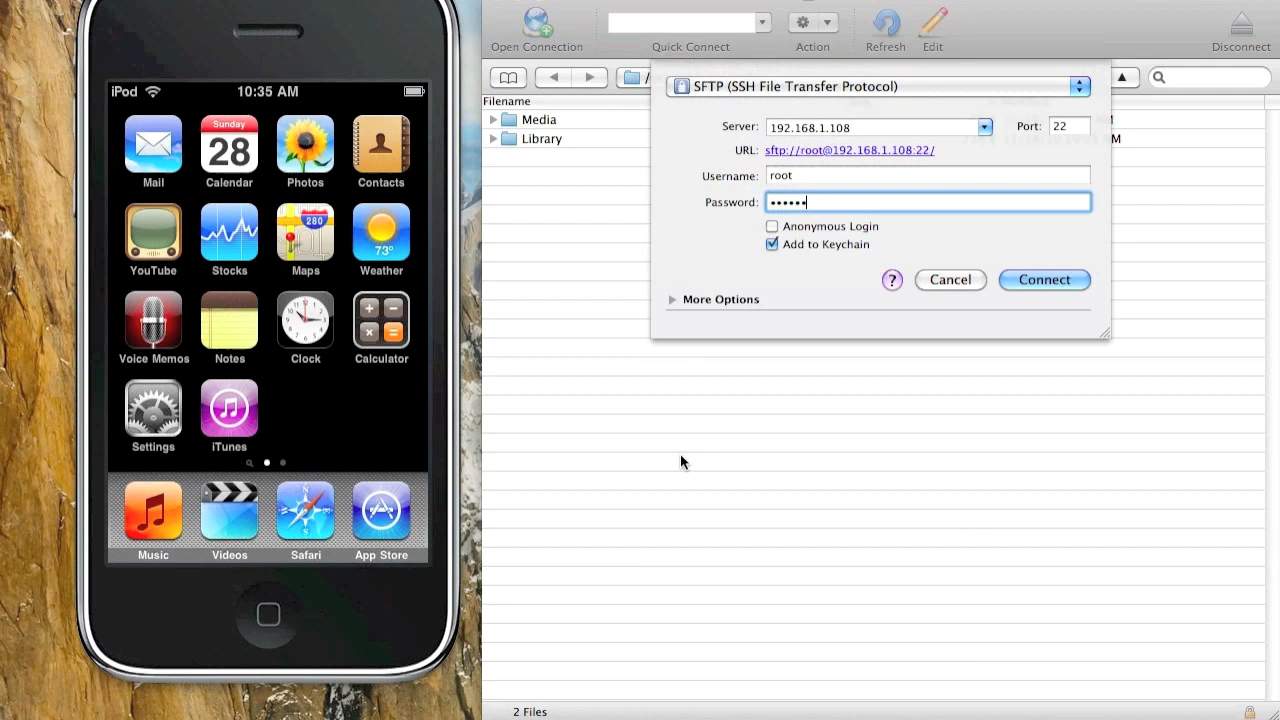 iPod
10:35 AM
Sunday
28
Mail
Calendar
Photos
Contacts
280
73°
YouTube
Stocks
Maps
Weather
Voice Memos
Notes
Clock
Calculator
Settings
iTunes
Music
Videos
Safari
App Store
Open Connection
Quick Connect
Action
Refresh
Edit
Disconnect
/
Filename
Media
Library
M
SFTP (SSH File Transfer Protocol)
Server: 192.168.1.108 Port: 22
URL: sftp://root@192.168.1.108:22/
Username: root
Password: ••••••
Anonymous Login
Add to Keychain
? Cancel Connect
More Options
2 Files